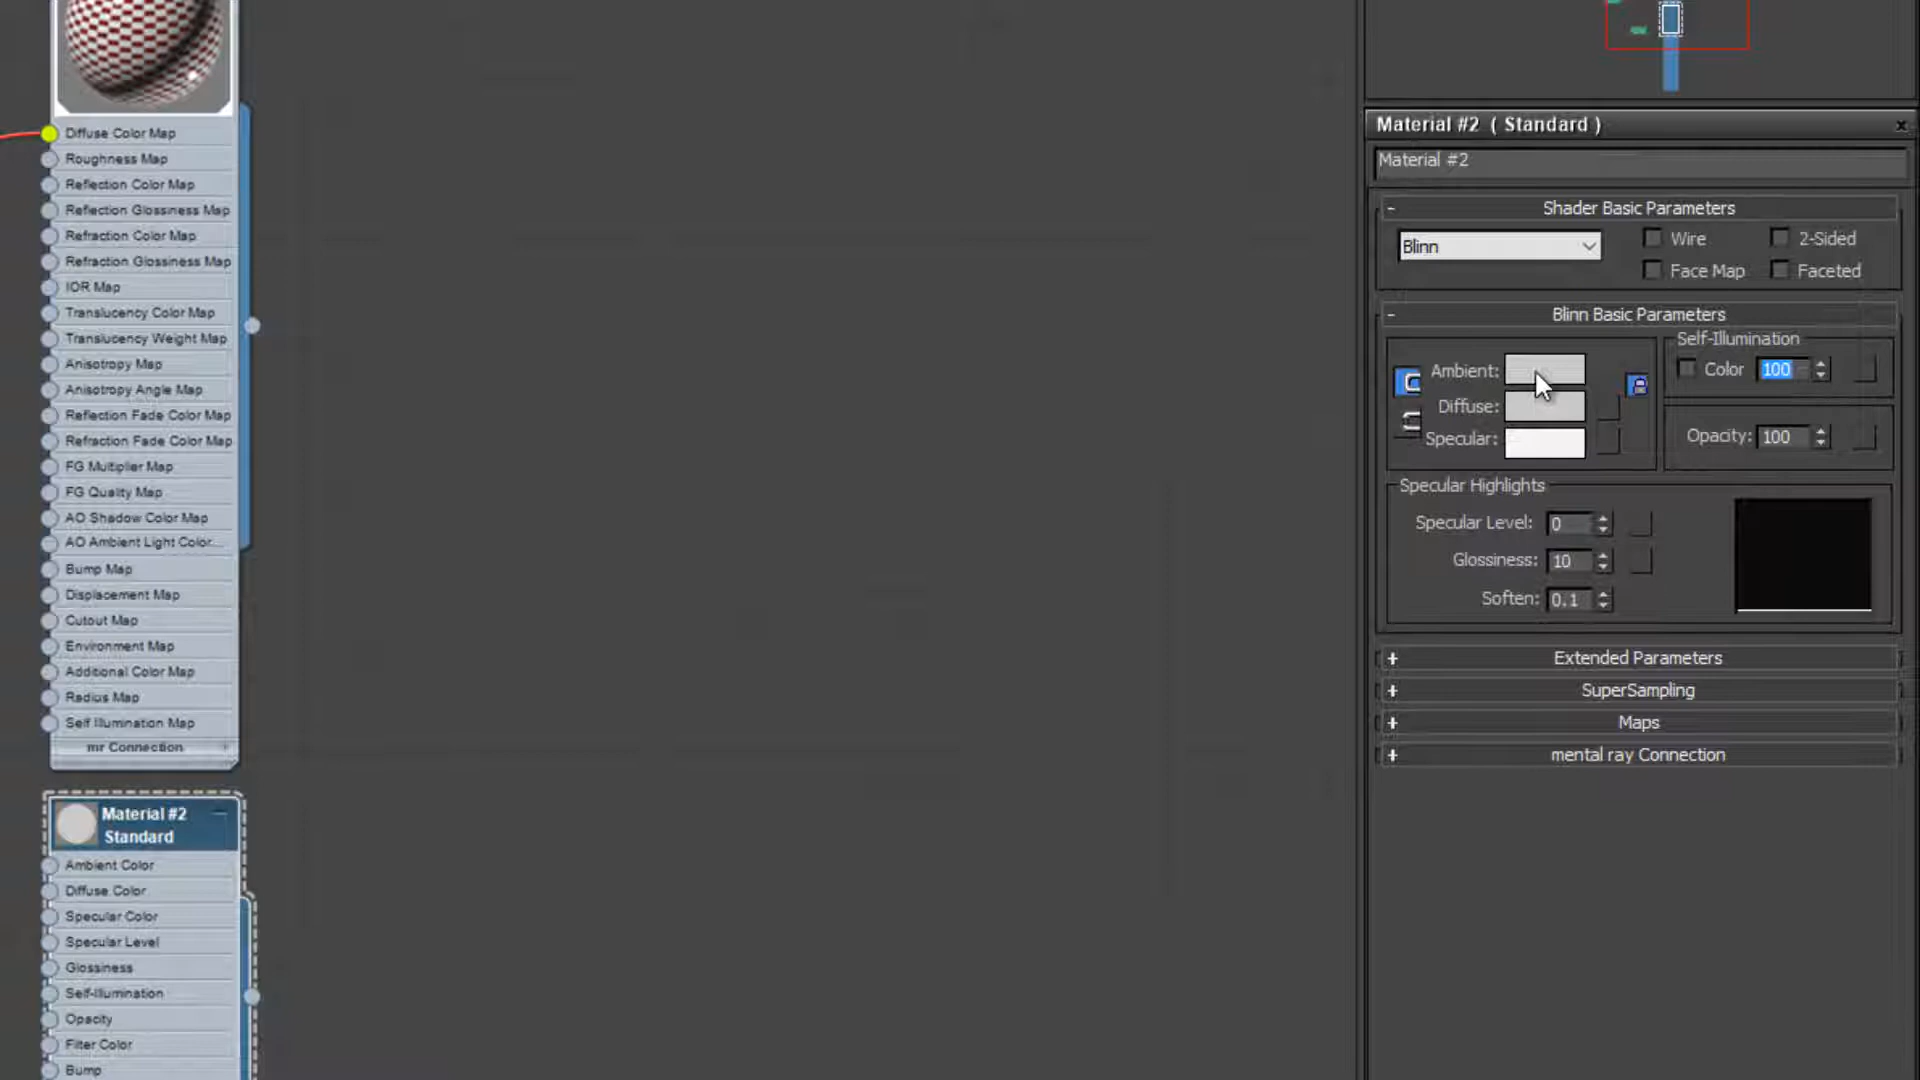 Diffuse Color Map
Roughness Map
Reflection Color Map
Reflection Glossiness Map
Refraction Color Map
Refraction Glossiness Map
IOR Map
Translucency Color Map
Translucency Weight Map
Anisotropy Map
Anisotropy Angle Map
Reflection Fade Color Map
Refraction Fade Color Map
FG Multiplier Map
FG Quality Map
AO Shadow Color Map
AO Ambient Light Color...
Bump Map
Displacement Map
Cutout Map
Environment Map
Additional Color Map
Radius Map
Self Illumination Map
mr Connection +
Material #2
Standard
Ambient Color
Diffuse Color
Specular Color
Specular Level
Glossiness
Self-Illumination
Opacity
Filter Color
Bump
Material #2 ( Standard ) x
Material #2
- Shader Basic Parameters
Blinn
Wire
2-Sided
Face Map
Faceted
- Blinn Basic Parameters
Ambient:
Diffuse:
Specular:
Self-Illumination
Color 100
Opacity: 100
Specular Highlights
Specular Level: 0
Glossiness: 10
Soften: 0.1
+ Extended Parameters
+ SuperSampling
+ Maps
+ mental ray Connection